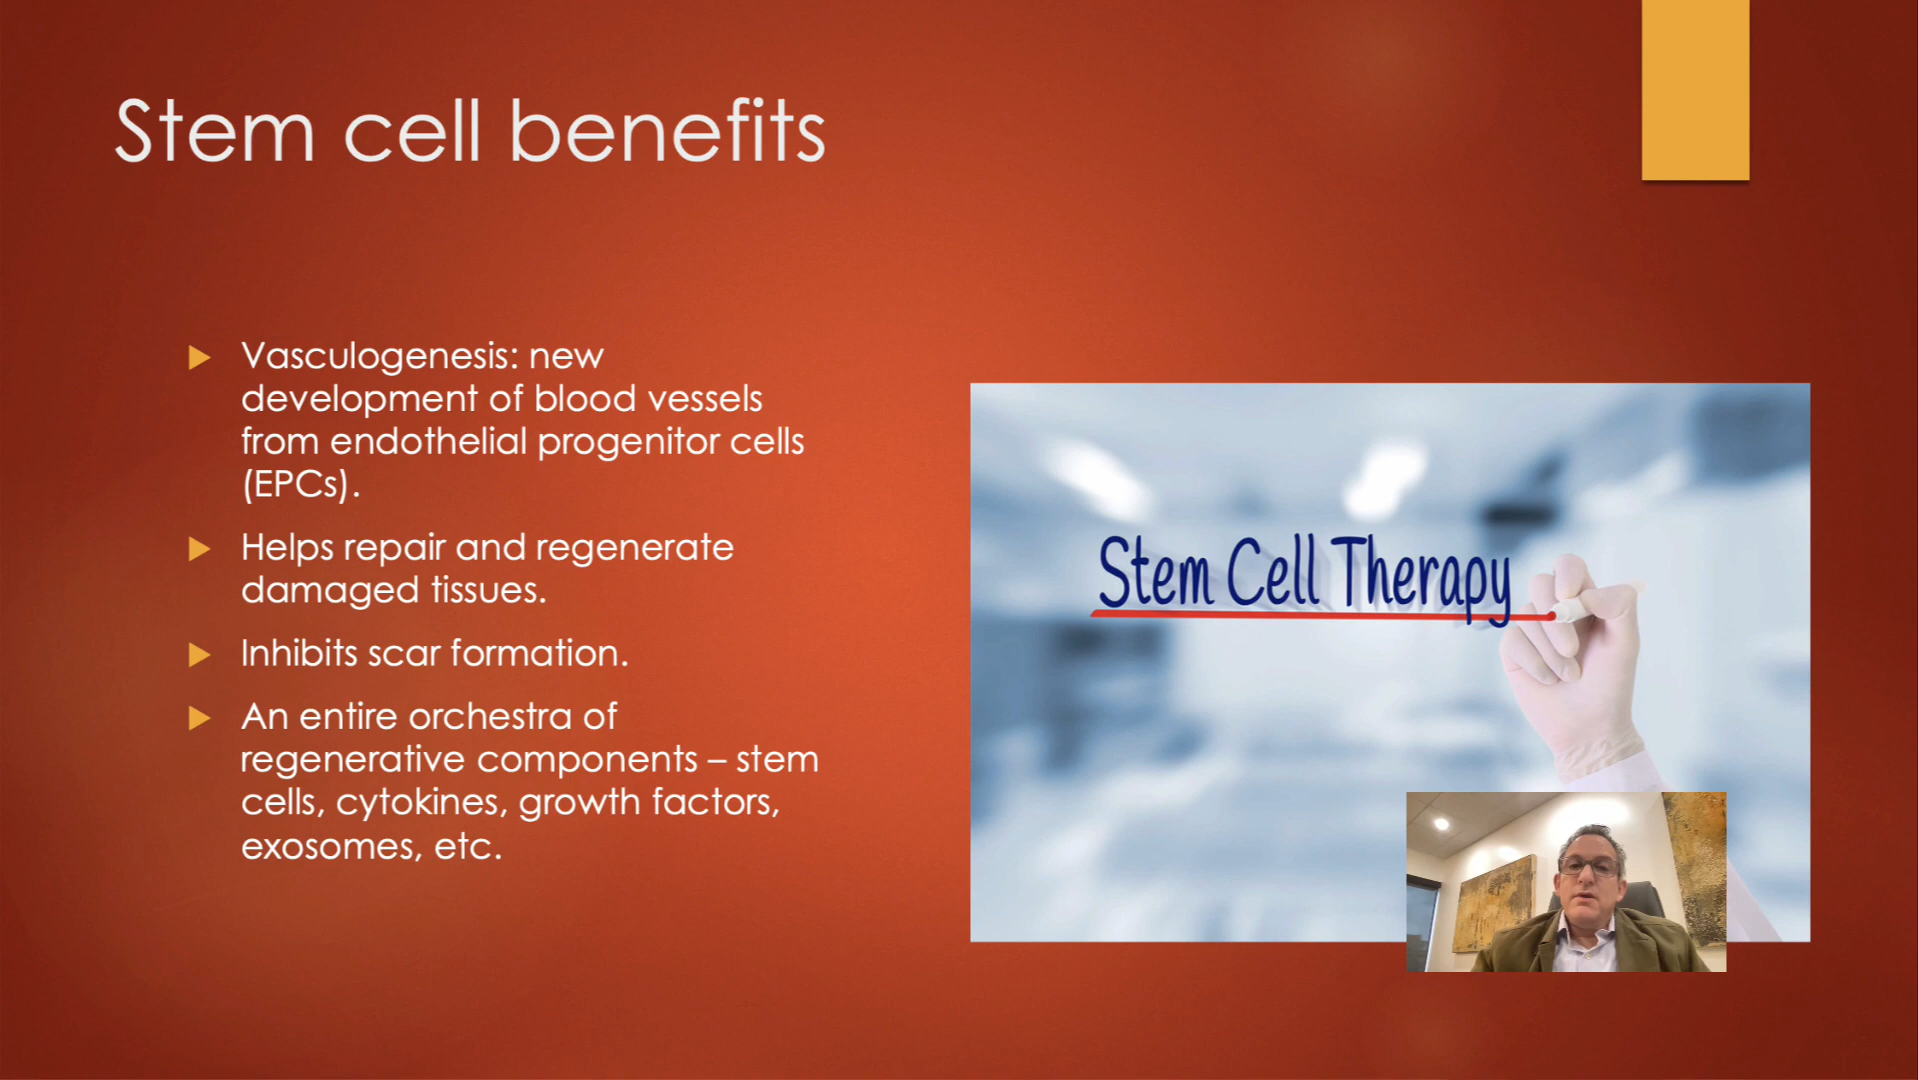 Stem cell benefits
Vasculogenesis: new
development of blood vessels
from endothelial progenitor cells
(EPCs).
Helps repair and regenerate
damaged tissues.
Inhibits scar formation.
An entire orchestra of
regenerative components – stem
cells, cytokines, growth factors,
exosomes, etc.
Stem Cell Therapy